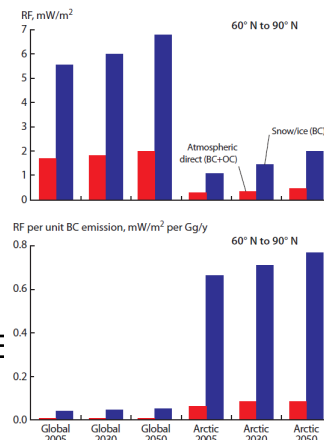 RF, mW/m²
7
60° N to 90° N
6
5
4
3
Snow/ice (BC)
Atmospheric
direct (BC+OC)
2
1
0
RF per unit BC emission, mW/m² per Gg/y
0.8
60° N to 90° N
0.6
0.4
0.2
0.0
Global Global Global Arctic Arctic Arctic
2005 2030 2050 2005 2030 2050